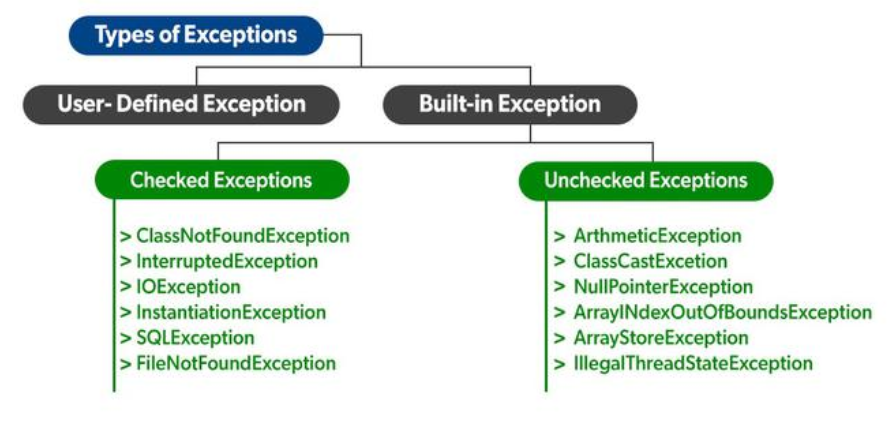 Types of Exceptions
User- Defined Exception
Built-in Exception
Checked Exceptions
> ClassNotFoundException
> InterruptedException
> IOException
> InstantiationException
> SQLException
> FileNotFoundException
Unchecked Exceptions
> ArthmeticException
> ClassCastExcetion
> NullPointerException
> ArrayINdexOutOfBoundsException
> ArrayStoreException
> IllegalThreadStateException